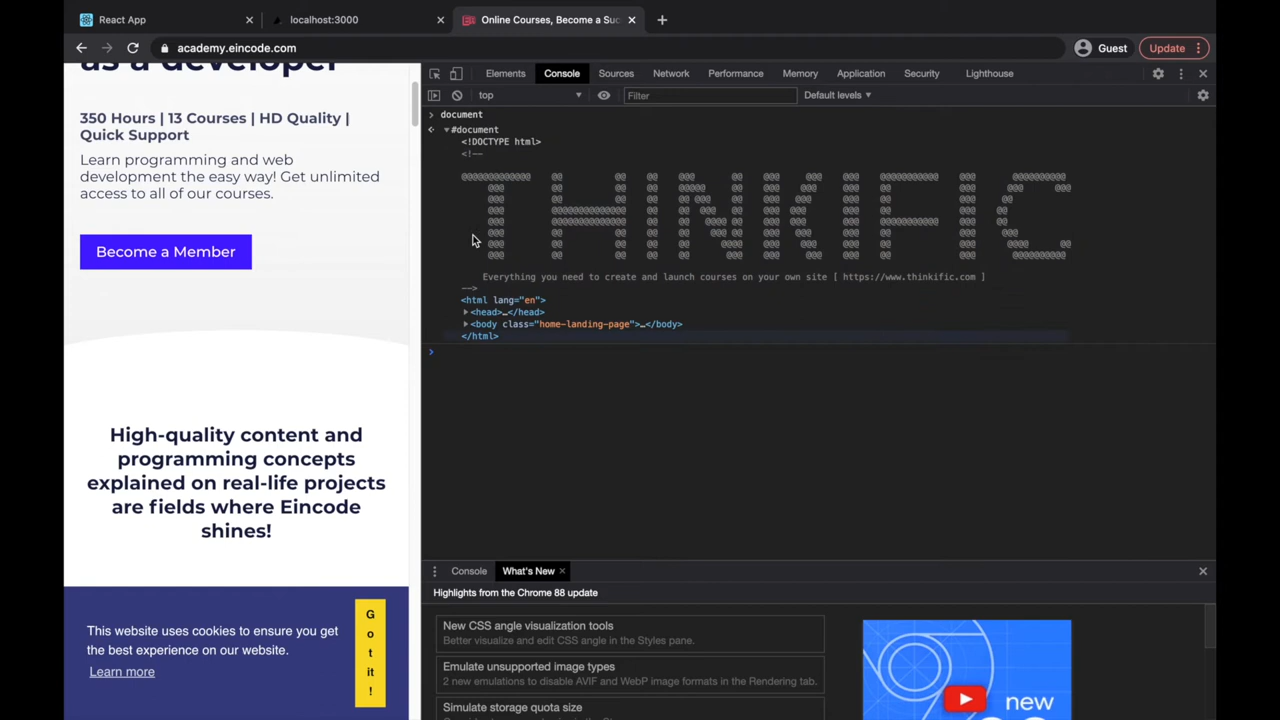 React App
localhost:3000
Online Courses, Become a Su
academy.eincode.com
Guest
Update
as a developer
350 Hours | 13 Courses | HD Quality |
Quick Support
Learn programming and web
development the easy way! Get unlimited
access to all of our courses.
Become a Member
High-quality content and
programming concepts
explained on real-life projects
are fields where Eincode
shines!
This website uses cookies to ensure you get
the best experience on our website.
Learn more
G
o
t
it
!
Elements
Console
Sources
Network
Performance
Memory
Application
Security
Lighthouse
top
Filter
Default levels
document
#document
<!DOCTYPE html>
<!--
THINKIFIC
Everything you need to create and launch courses on your own site [ https://www.thinkific.com ]
-->
<html lang="en">
<head>…</head>
<body class="home-landing-page">…</body>
</html>
Console
What's New
Highlights from the Chrome 88 update
New CSS angle visualization tools
Better visualize and edit CSS angle in the Styles pane.
Emulate unsupported image types
2 new emulations to disable AVIF and WebP image formats in the Rendering tab.
Simulate storage quota size
new